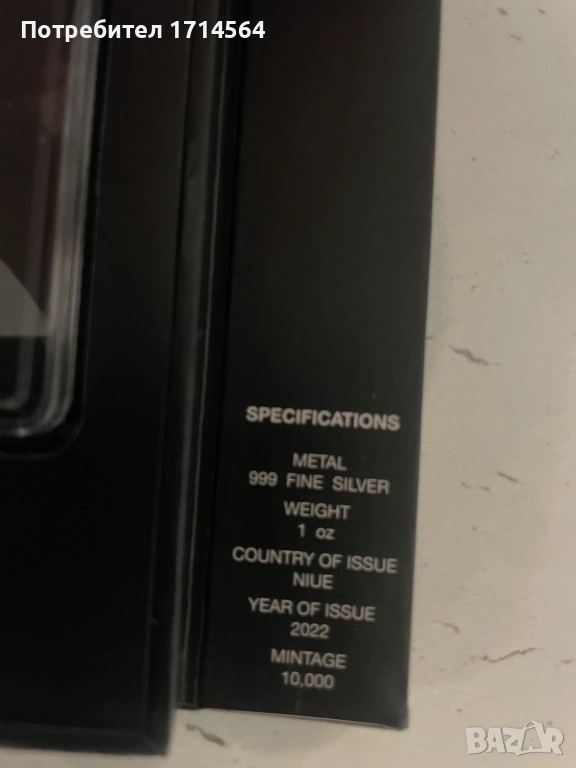 Потребител 1714564
SPECIFICATIONS
METAL
999 FINE SILVER
WEIGHT
1 oz
COUNTRY OF ISSUE
NIUE
YEAR OF ISSUE
2022
MINTAGE
10,000
BAZAR